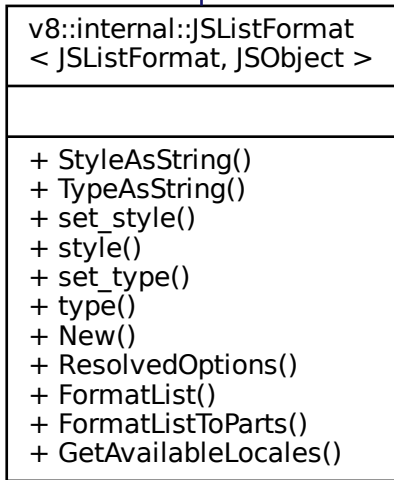 v8::internal::JSListFormat
< JSListFormat, JSObject >
+ StyleAsString()
+ TypeAsString()
+ set_style()
+ style()
+ set_type()
+ type()
+ New()
+ ResolvedOptions()
+ FormatList()
+ FormatListToParts()
+ GetAvailableLocales()